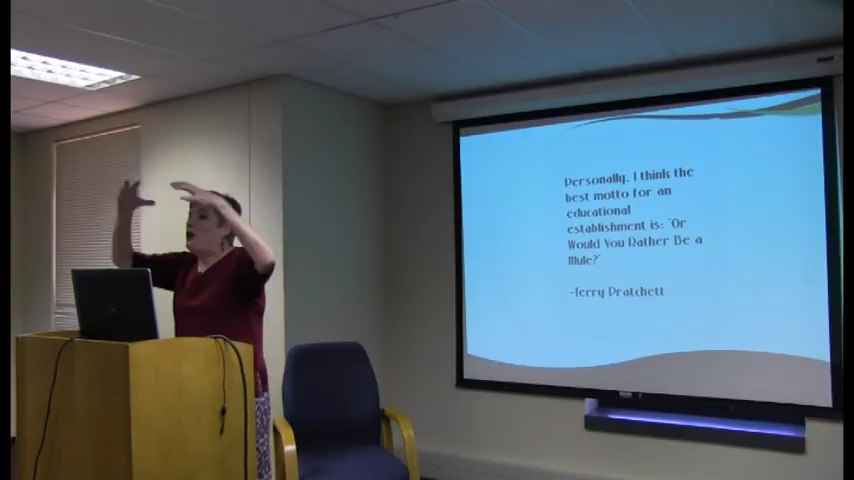 Personally, I think the
best motto for an
educational
establishment is: 'Or
Would You Rather Be a
Mule?'
-Terry Pratchett